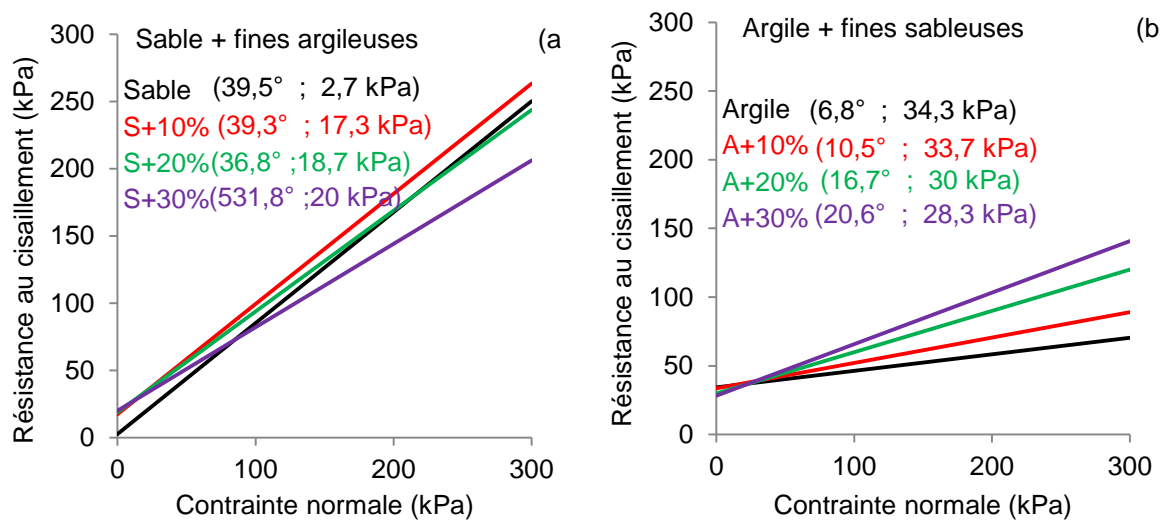 Sable + fines argileuses (a
Sable (39,5° ; 2,7 kPa)
S+10% (39,3° ; 17,3 kPa)
S+20%(36,8° ;18,7 kPa)
S+30%(531,8° ;20 kPa)
Résistance au cisaillement (kPa)
300
250
200
150
100
50
0
0 100 200 300
Contrainte normale (kPa)
Argile + fines sableuses (b
Argile (6,8° ; 34,3 kPa)
A+10% (10,5° ; 33,7 kPa)
A+20% (16,7° ; 30 kPa)
A+30% (20,6° ; 28,3 kPa)
Résistance au cisaillement (kPa)
300
250
200
150
100
50
0
0 100 200 300
Contrainte normale (kPa)